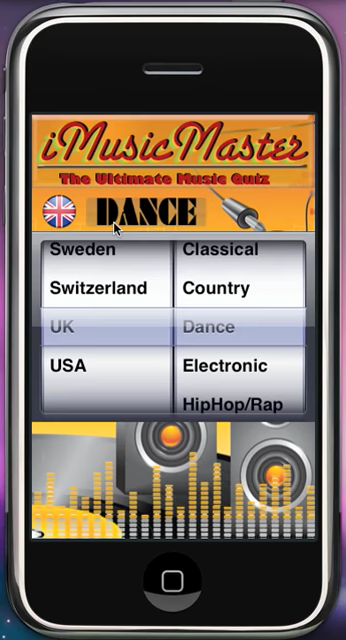 iMusicMaster
The Ultimate Music Quiz
DANCE
Sweden Classical
Switzerland Country
UK Dance
USA Electronic
HipHop/Rap